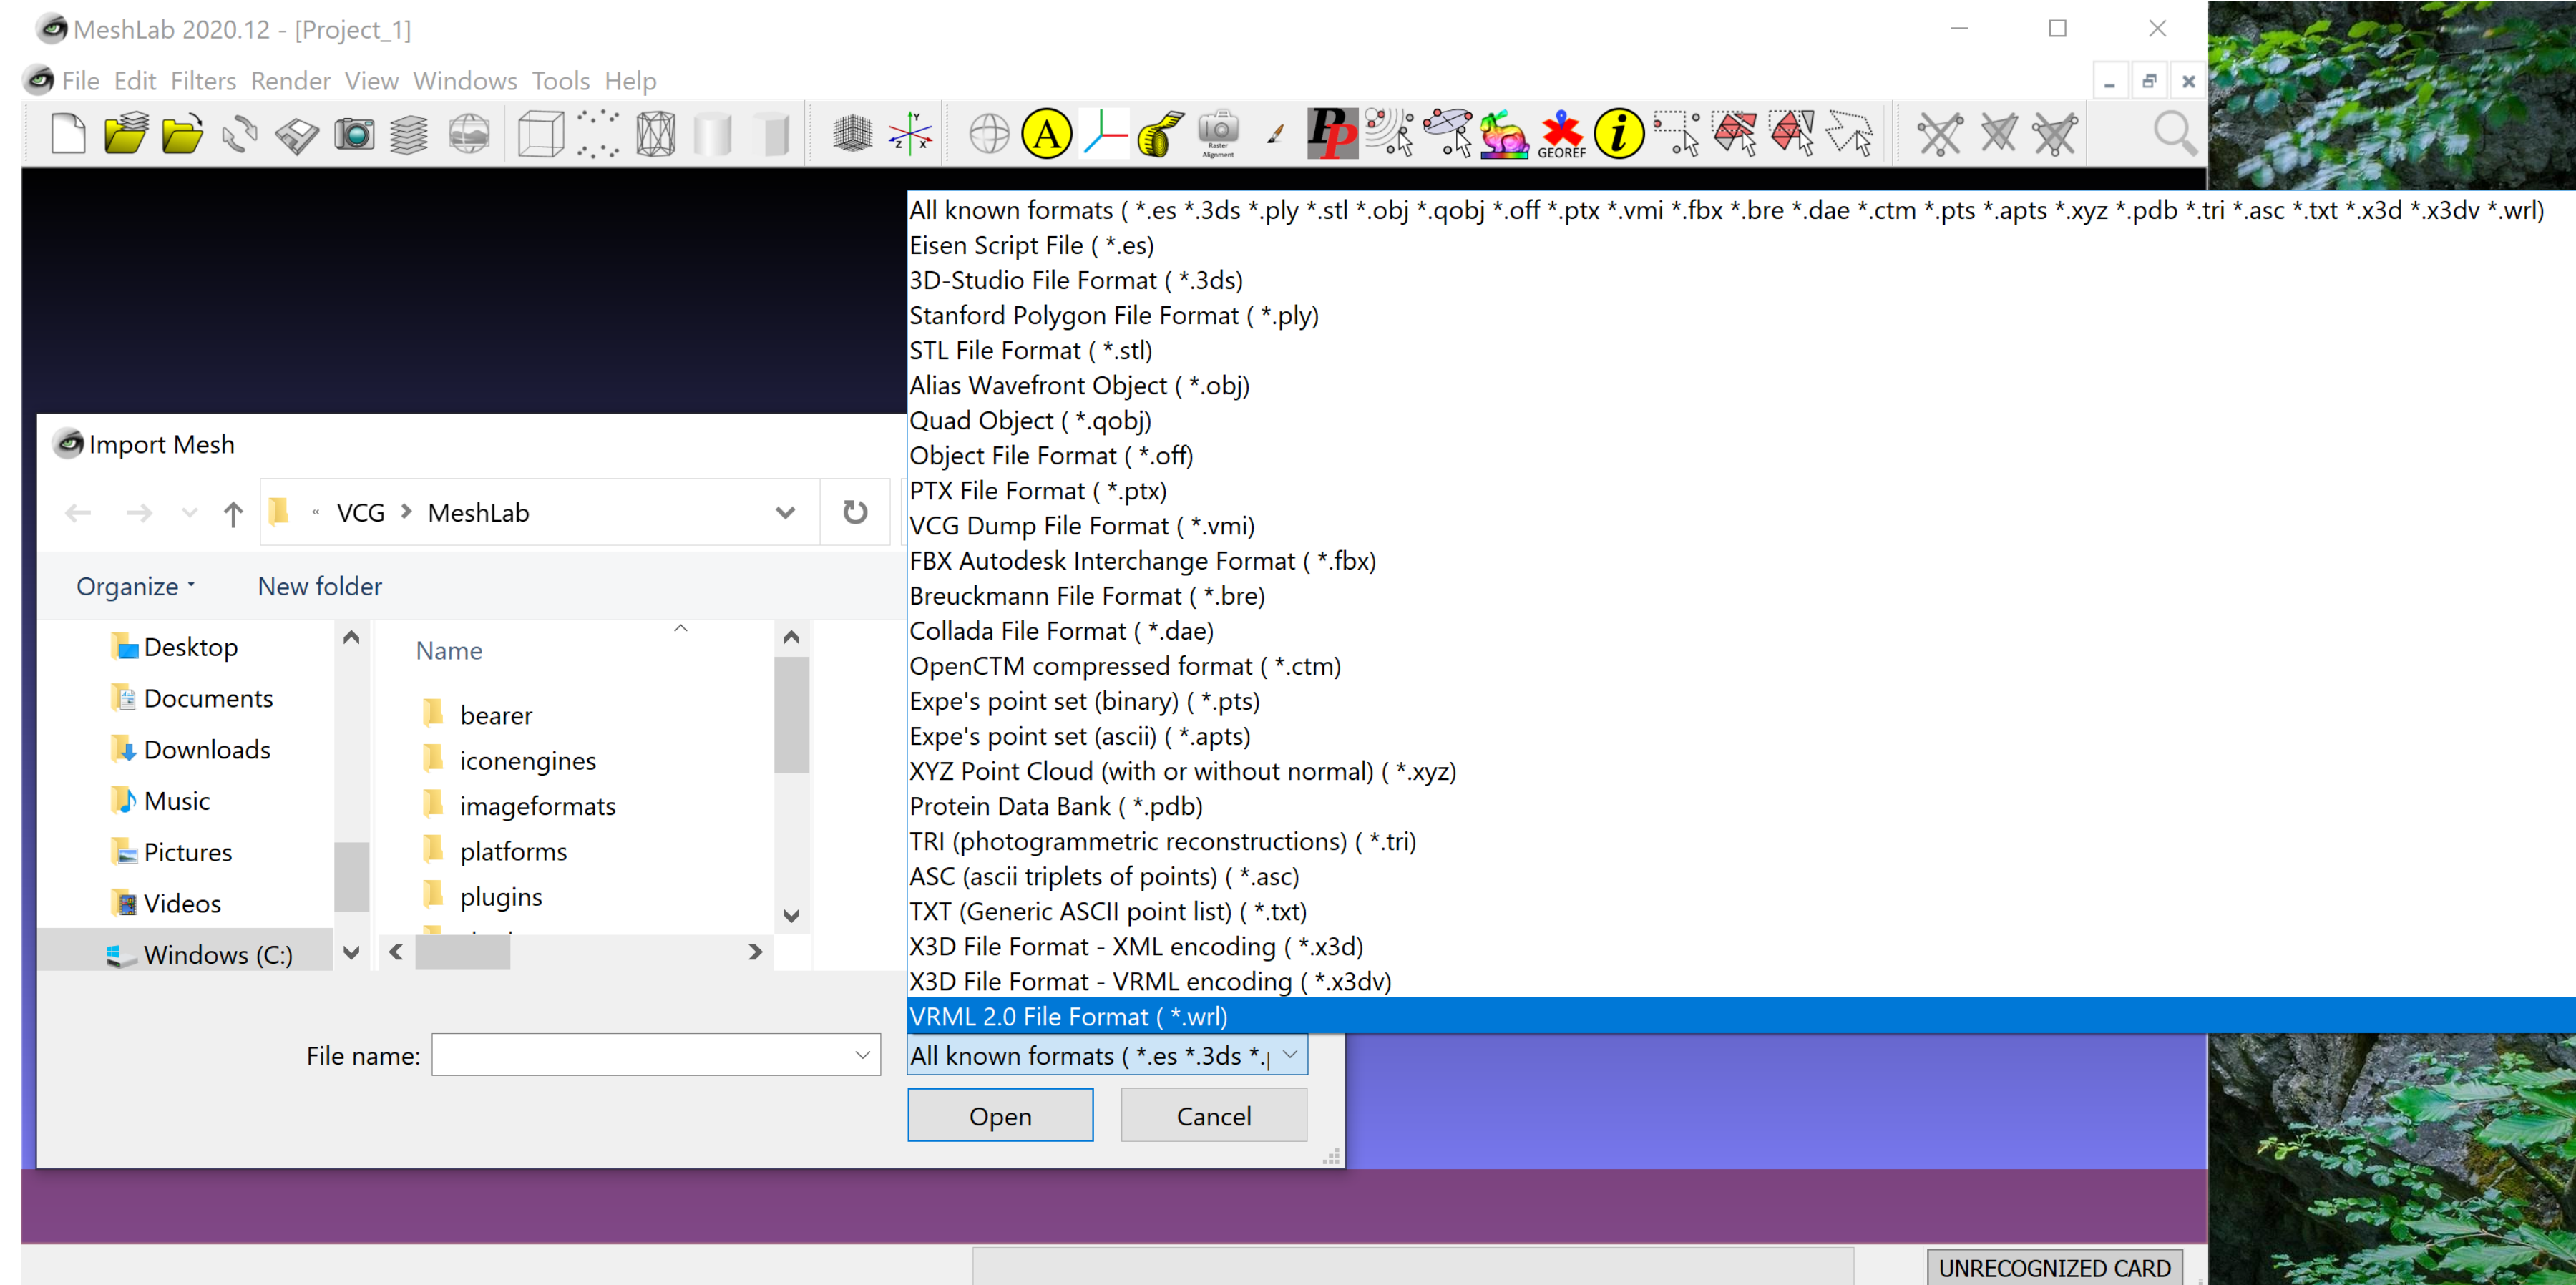 MeshLab 2020.12 - [Project_1]
File Edit Filters Render View Windows Tools Help
A
Y
Z
X
Raster
Alignment
PP
GEOREF
i
All known formats ( *.es *.3ds *.ply *.stl *.obj *.qobj *.off *.ptx *.vmi *.fbx *.bre *.dae *.ctm *.pts *.apts *.xyz *.pdb *.tri *.asc *.txt *.x3d *.x3dv *.wrl)
Eisen Script File ( *.es)
3D-Studio File Format ( *.3ds)
Stanford Polygon File Format ( *.ply)
STL File Format ( *.stl)
Alias Wavefront Object ( *.obj)
Quad Object ( *.qobj)
Object File Format ( *.off)
PTX File Format ( *.ptx)
VCG Dump File Format ( *.vmi)
FBX Autodesk Interchange Format ( *.fbx)
Breuckmann File Format ( *.bre)
Collada File Format ( *.dae)
OpenCTM compressed format ( *.ctm)
Expe's point set (binary) ( *.pts)
Expe's point set (ascii) ( *.apts)
XYZ Point Cloud (with or without normal) ( *.xyz)
Protein Data Bank ( *.pdb)
TRI (photogrammetric reconstructions) ( *.tri)
ASC (ascii triplets of points) ( *.asc)
TXT (Generic ASCII point list) ( *.txt)
X3D File Format - XML encoding ( *.x3d)
X3D File Format - VRML encoding ( *.x3dv)
VRML 2.0 File Format ( *.wrl)
Import Mesh
« VCG > MeshLab
Organize
New folder
Desktop
Documents
Downloads
Music
Pictures
Videos
Windows (C:)
Name
bearer
iconengines
imageformats
platforms
plugins
File name:
All known formats ( *.es *.3ds *.
Open
Cancel
UNRECOGNIZED CARD